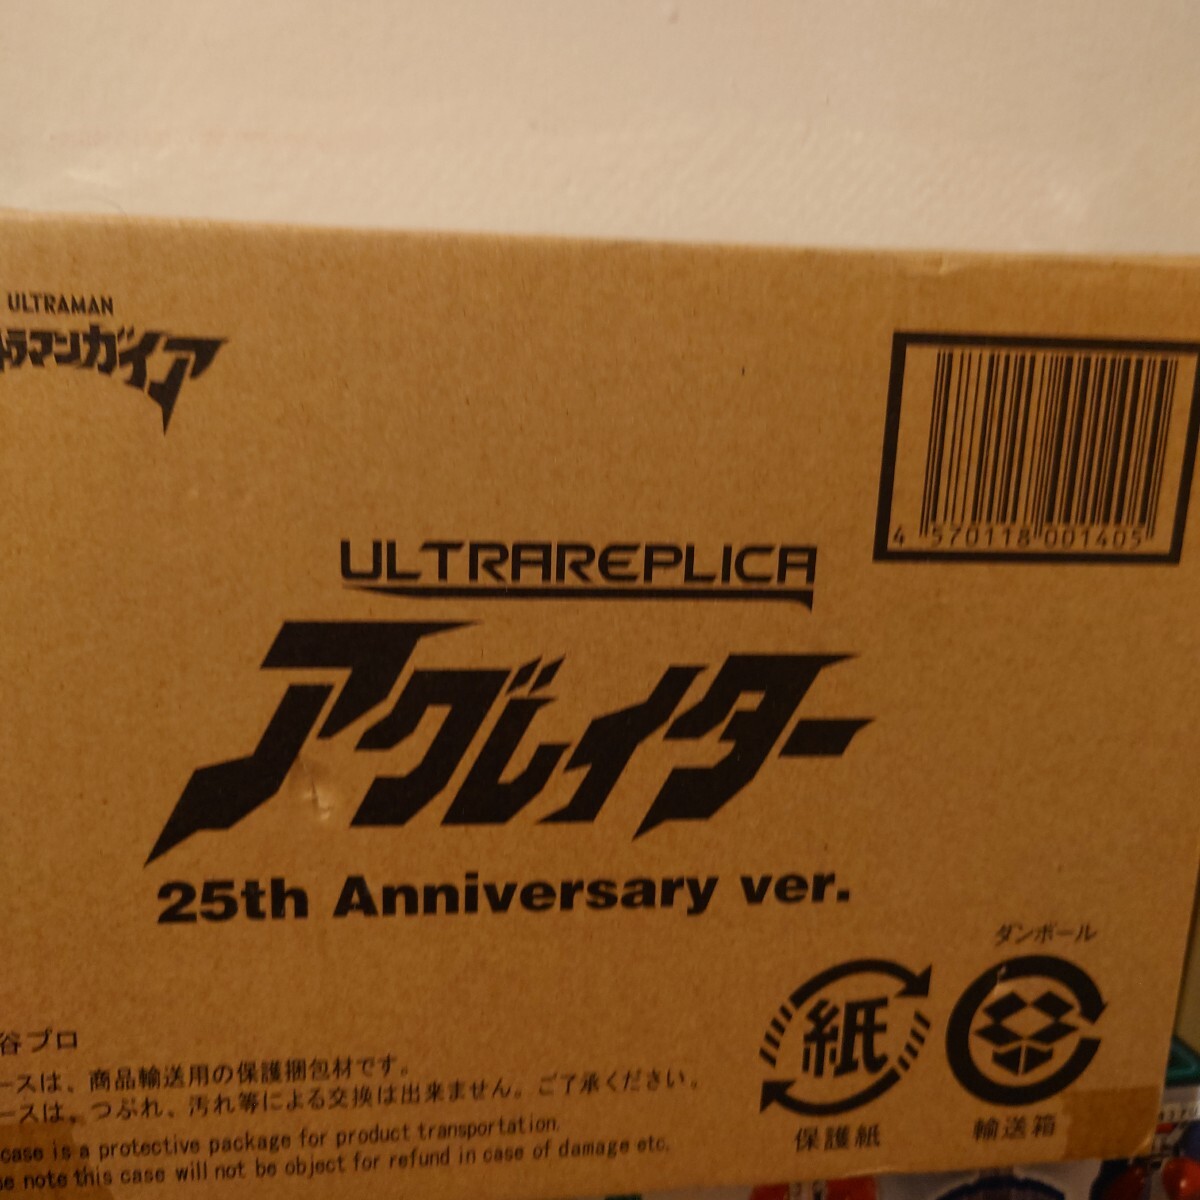 ULTRAMAN
トラマンガイア
4 570118 001405
ULTRAREPLICA
アグレイター
25th Anniversary ver.
ダンボール
紙
保護紙
輸送箱
谷プロ
ースは、商品輸送用の保護梱包材です。
ースは、つぶれ、汚れ等による交換は出来ません。ご了承ください。
case is a protective package for product transportation.
note this case will not be object for refund in case of damage etc.